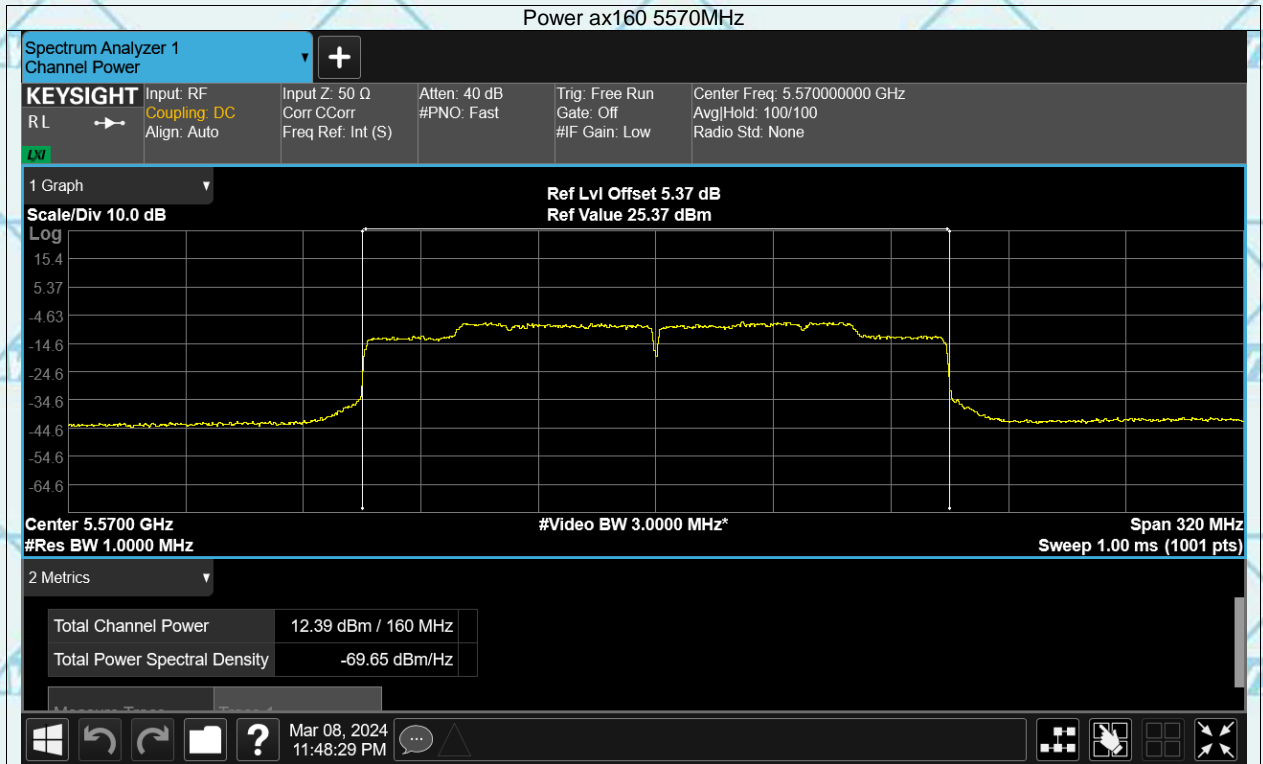 Power ax160 5570MHz
Spectrum Analyzer 1
Channel Power
KEYSIGHT
R L
LXI
Input: RF
Coupling: DC
Align: Auto
Input Z: 50 Ω
Corr CCorr
Freq Ref: Int (S)
Atten: 40 dB
#PNO: Fast
Trig: Free Run
Gate: Off
#IF Gain: Low
Center Freq: 5.570000000 GHz
Avg|Hold: 100/100
Radio Std: None
1 Graph
Scale/Div 10.0 dB
Ref Lvl Offset 5.37 dB
Ref Value 25.37 dBm
Log
15.4
5.37
-4.63
-14.6
-24.6
-34.6
-44.6
-54.6
-64.6
Center 5.5700 GHz
#Res BW 1.0000 MHz
#Video BW 3.0000 MHz*
Span 320 MHz
Sweep 1.00 ms (1001 pts)
2 Metrics
Total Channel Power 12.39 dBm / 160 MHz
Total Power Spectral Density -69.65 dBm/Hz
Mar 08, 2024
11:48:29 PM